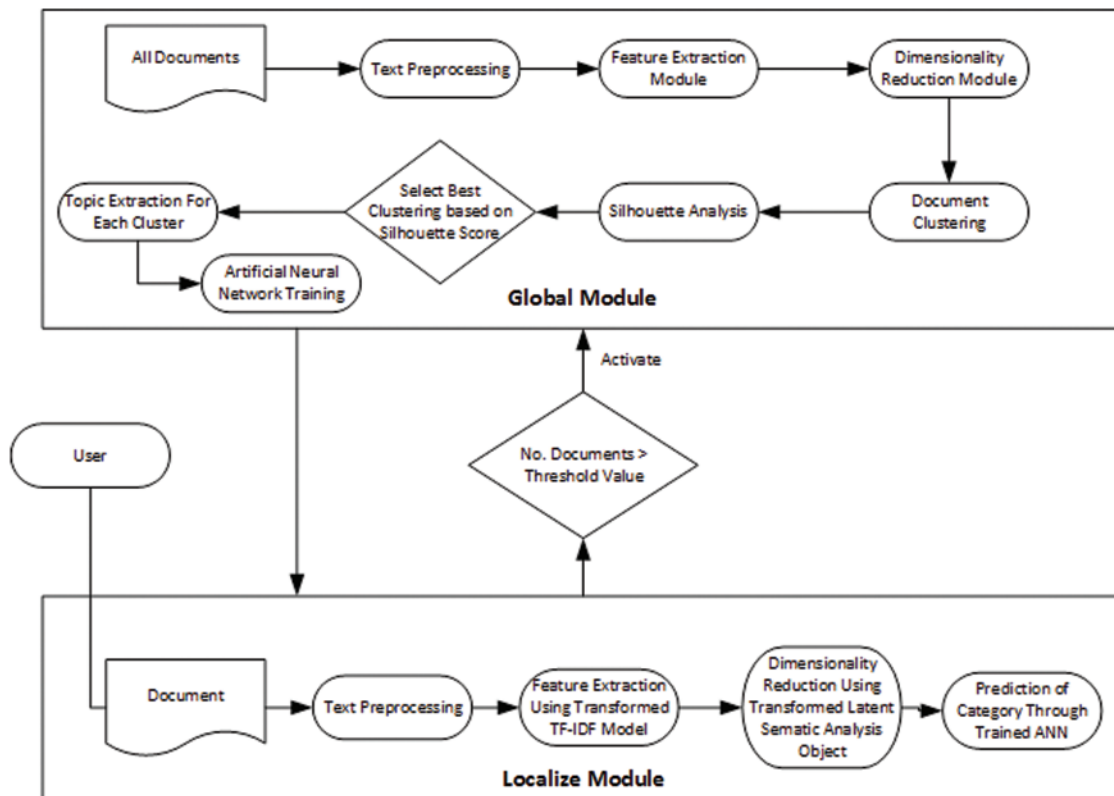 All Documents
Text Preprocessing
Feature Extraction
Module
Dimensionality
Reduction Module
Topic Extraction For
Each Cluster
Select Best
Clustering based on
Silhouette Score
Silhouette Analysis
Document
Clustering
Artificial Neural
Network Training
Global Module
Activate
User
No. Documents >
Threshold Value
Document
Text Preprocessing
Feature Extraction
Using Transformed
TF-IDF Model
Dimensionality
Reduction Using
Transformed Latent
Sematic Analysis
Object
Prediction of
Category Through
Trained ANN
Localize Module